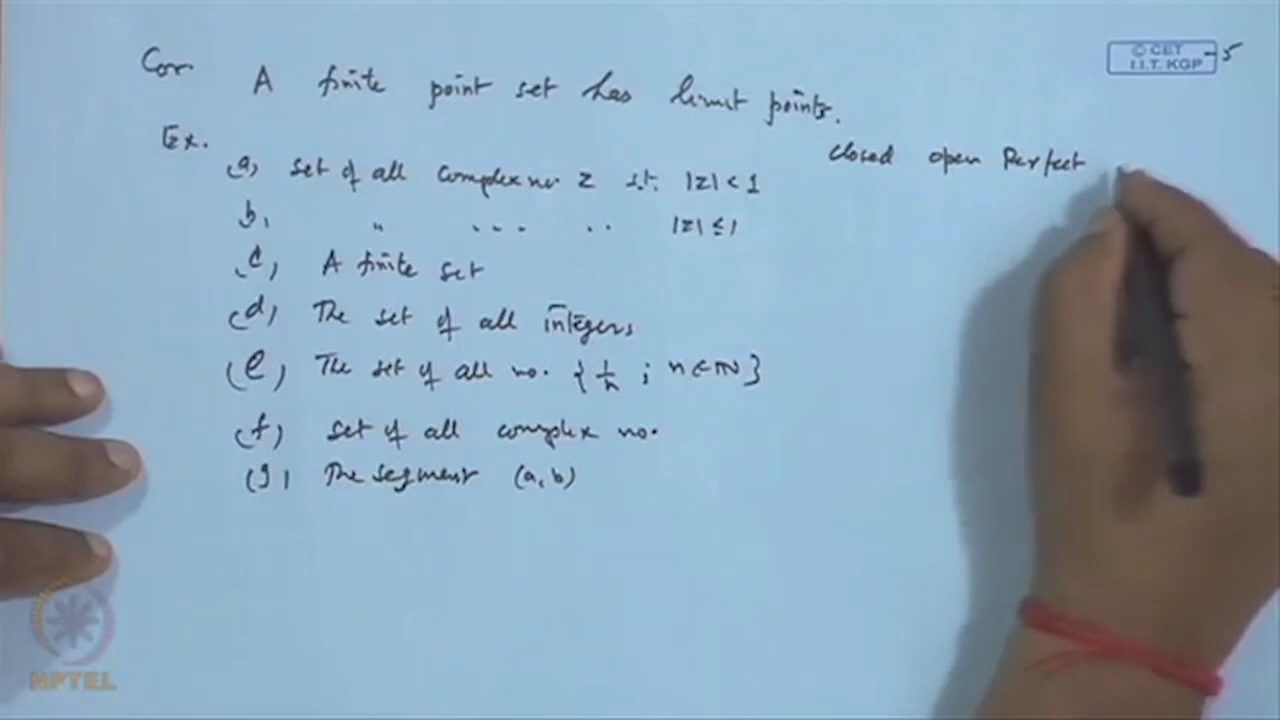 © CET
I.I.T. KGP -5
Cor. A finite point set has limit points.
Ex.
closed open Perfect
(a) set of all complex no. z s.t. |z| < 1
b, " ... .. |z| ≤ 1
(c) A finite set
(d) The set of all integers
(e) The set of all no. { 1/n ; n ∈ IN }
(f) set of all complex no.
(g) The segment (a, b)
NPTEL